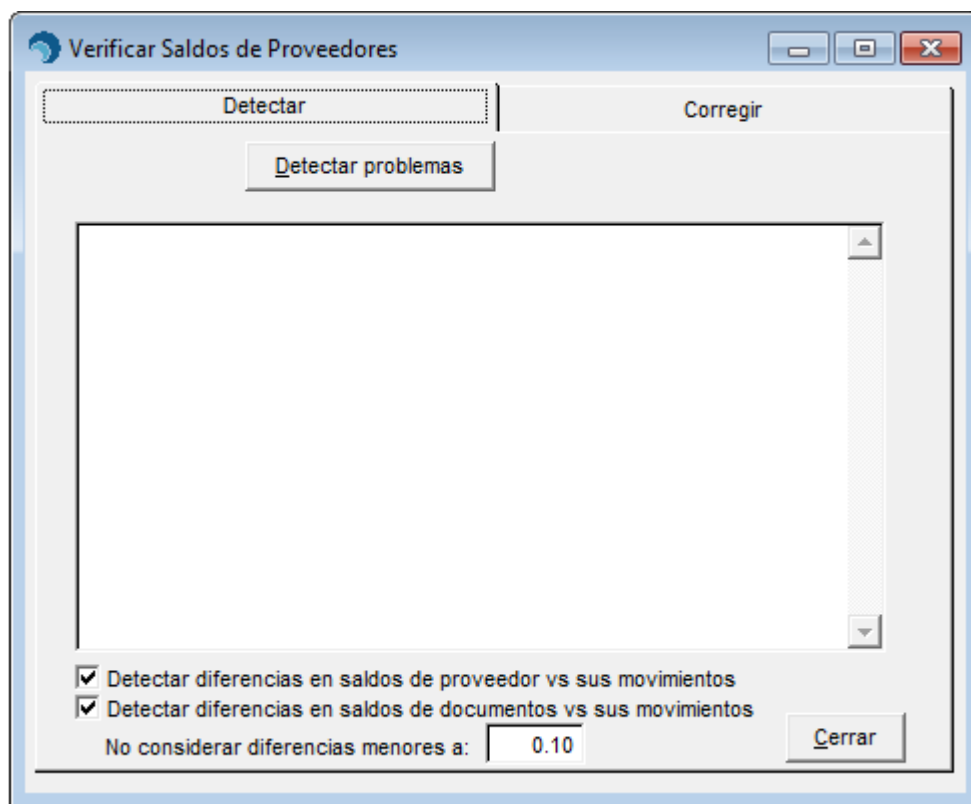 Verificar Saldos de Proveedores
Detectar
Corregir
Detectar problemas
Detectar diferencias en saldos de proveedor vs sus movimientos
Detectar diferencias en saldos de documentos vs sus movimientos
No considerar diferencias menores a: 0.10
Cerrar